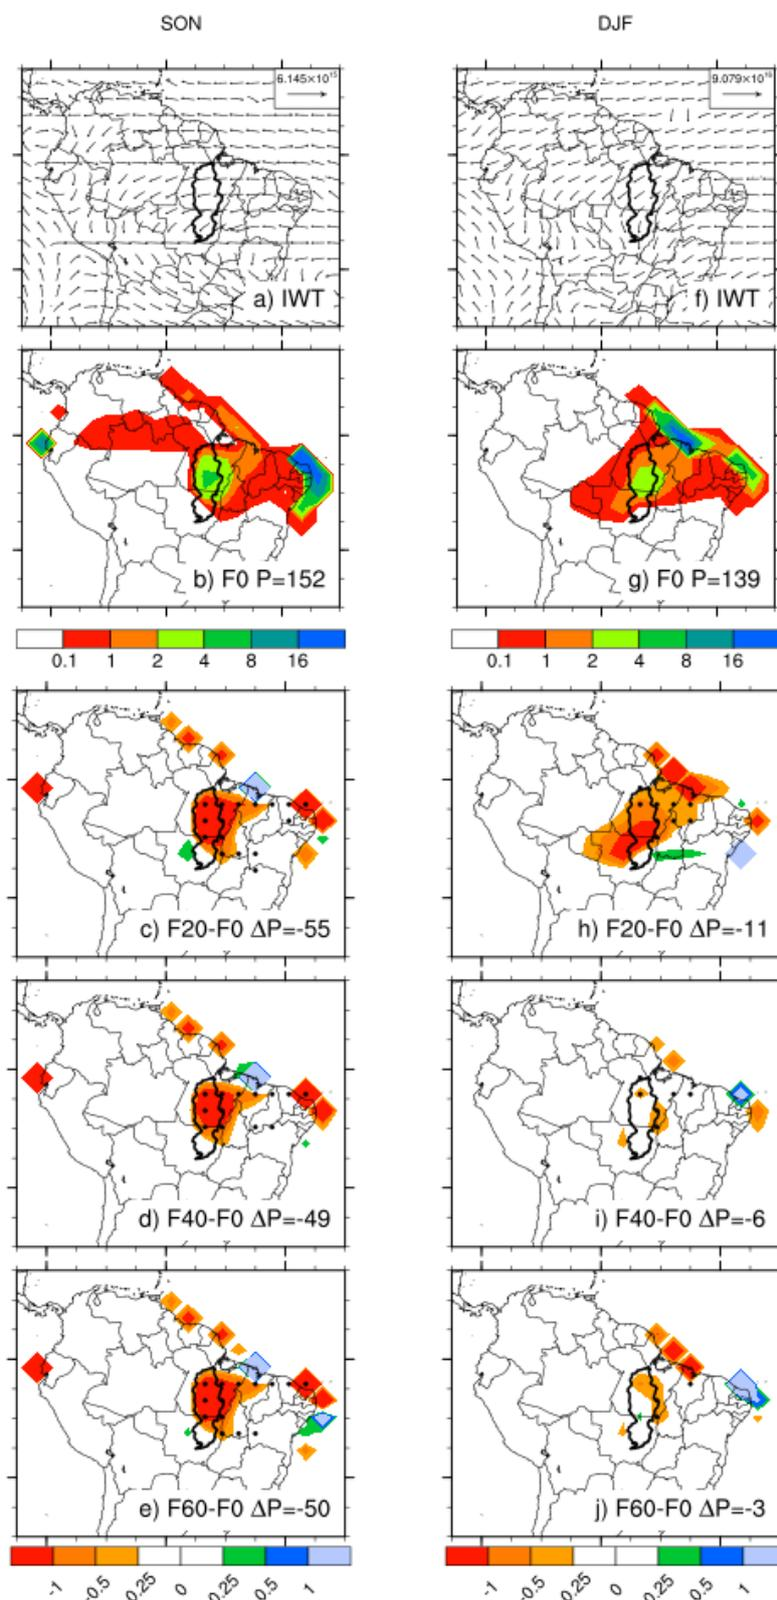 SON DJF
6.145×10¹⁵ 9.079×10¹⁵
a) IWT f) IWT
b) F0 P=152 g) F0 P=139
0.1 1 2 4 8 16 0.1 1 2 4 8 16
c) F20-F0 ΔP=-55 h) F20-F0 ΔP=-11
d) F40-F0 ΔP=-49 i) F40-F0 ΔP=-6
e) F60-F0 ΔP=-50 j) F60-F0 ΔP=-3
-1 -0.5 0.25 0 0.25 0.5 1 -1 -0.5 0.25 0 0.25 0.5 1